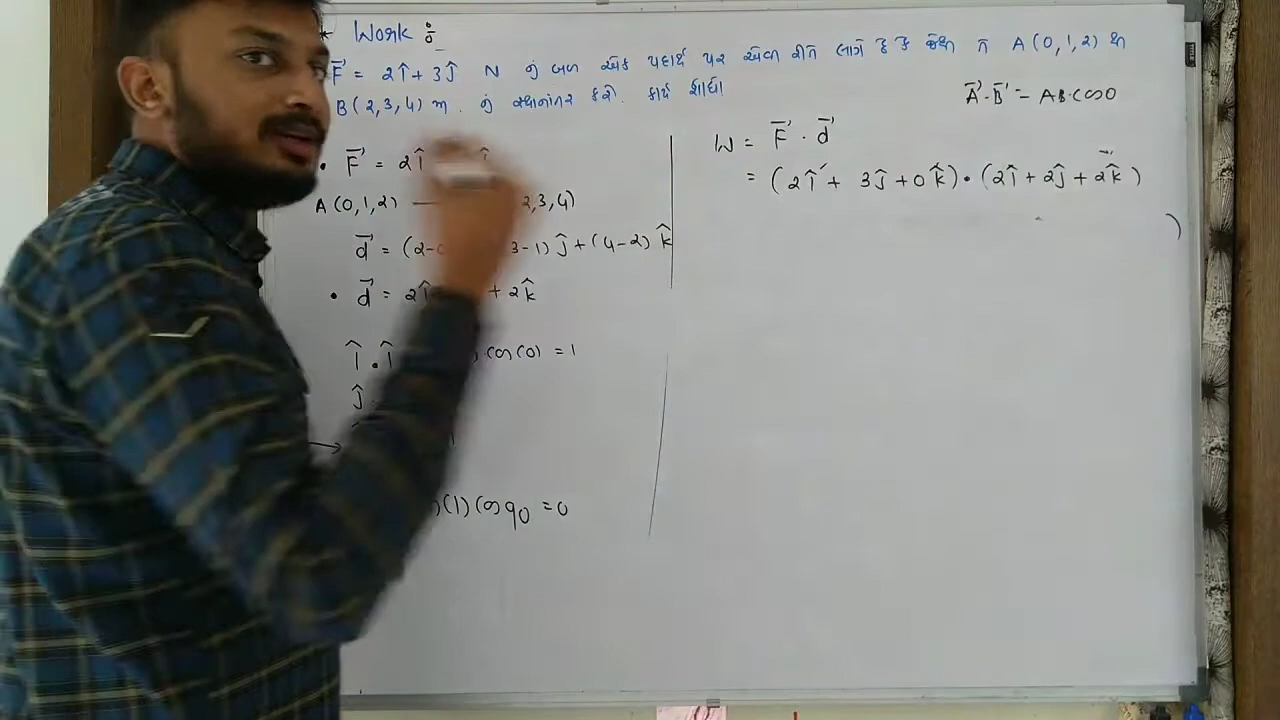 * Work :
F⃗ = 2î + 3ĵ N નું બળ એક પદાર્થ પર એવી રીતે લાગે છે કે જેથી તે A (0, 1, 2) થી
B (2, 3, 4) m નું સ્થાનાંતર કરે. કાર્ય શોધો
A⃗ · B⃗ = AB cos θ
• F⃗ = 2î
A (0, 1, 2) — 2, 3, 4)
d⃗ = (2- 3-1) ĵ + (4-2) k̂
• d⃗ = 2î + 2k̂
î . î cos(0) = 1
ĵ .
→
(1) cos 90 = 0
W = F⃗ · d⃗
= (2î + 3ĵ + 0k̂) • (2î + 2ĵ + 2k̂)
)